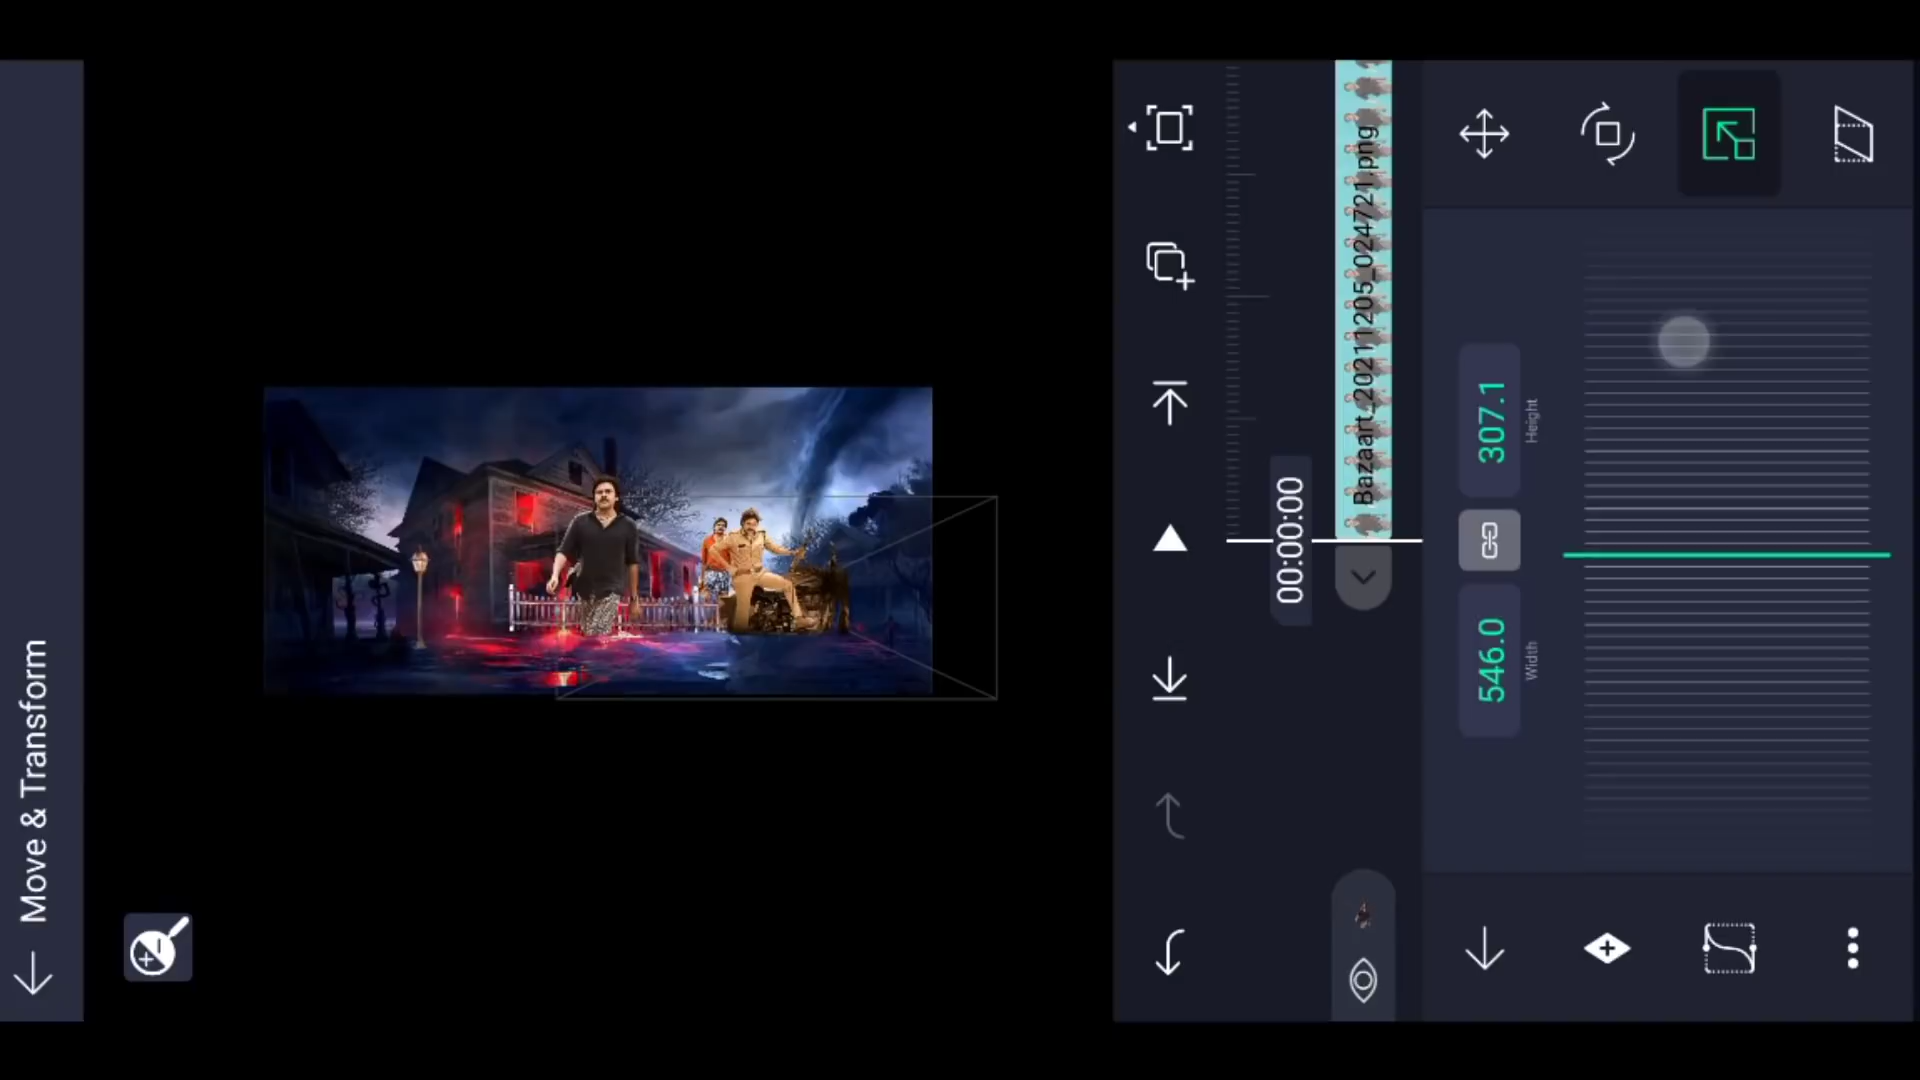 Move & Transform
00:00:00
Bazaart_20211205_024721.png
546.0
Width
307.1
Height